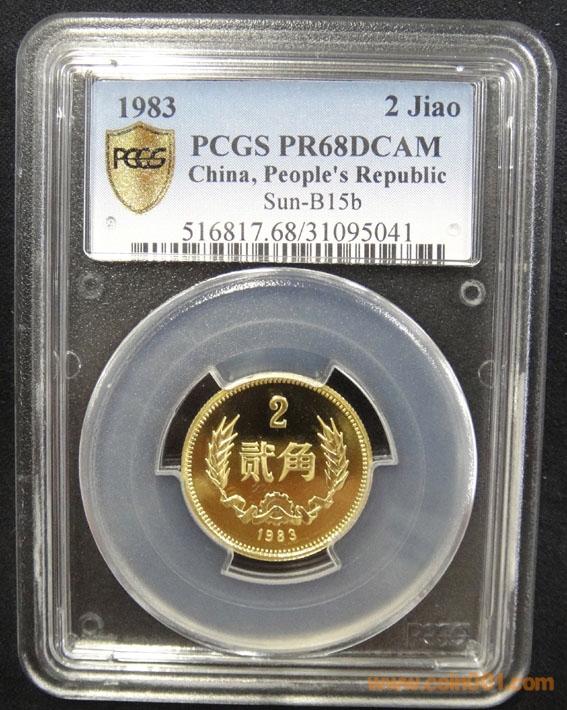 1983 2 Jiao
PCGS
PCGS PR68DCAM
China, People's Republic
Sun-B15b
516817.68/31095041
2
贰角
1983
PCGS
www.coin001.com